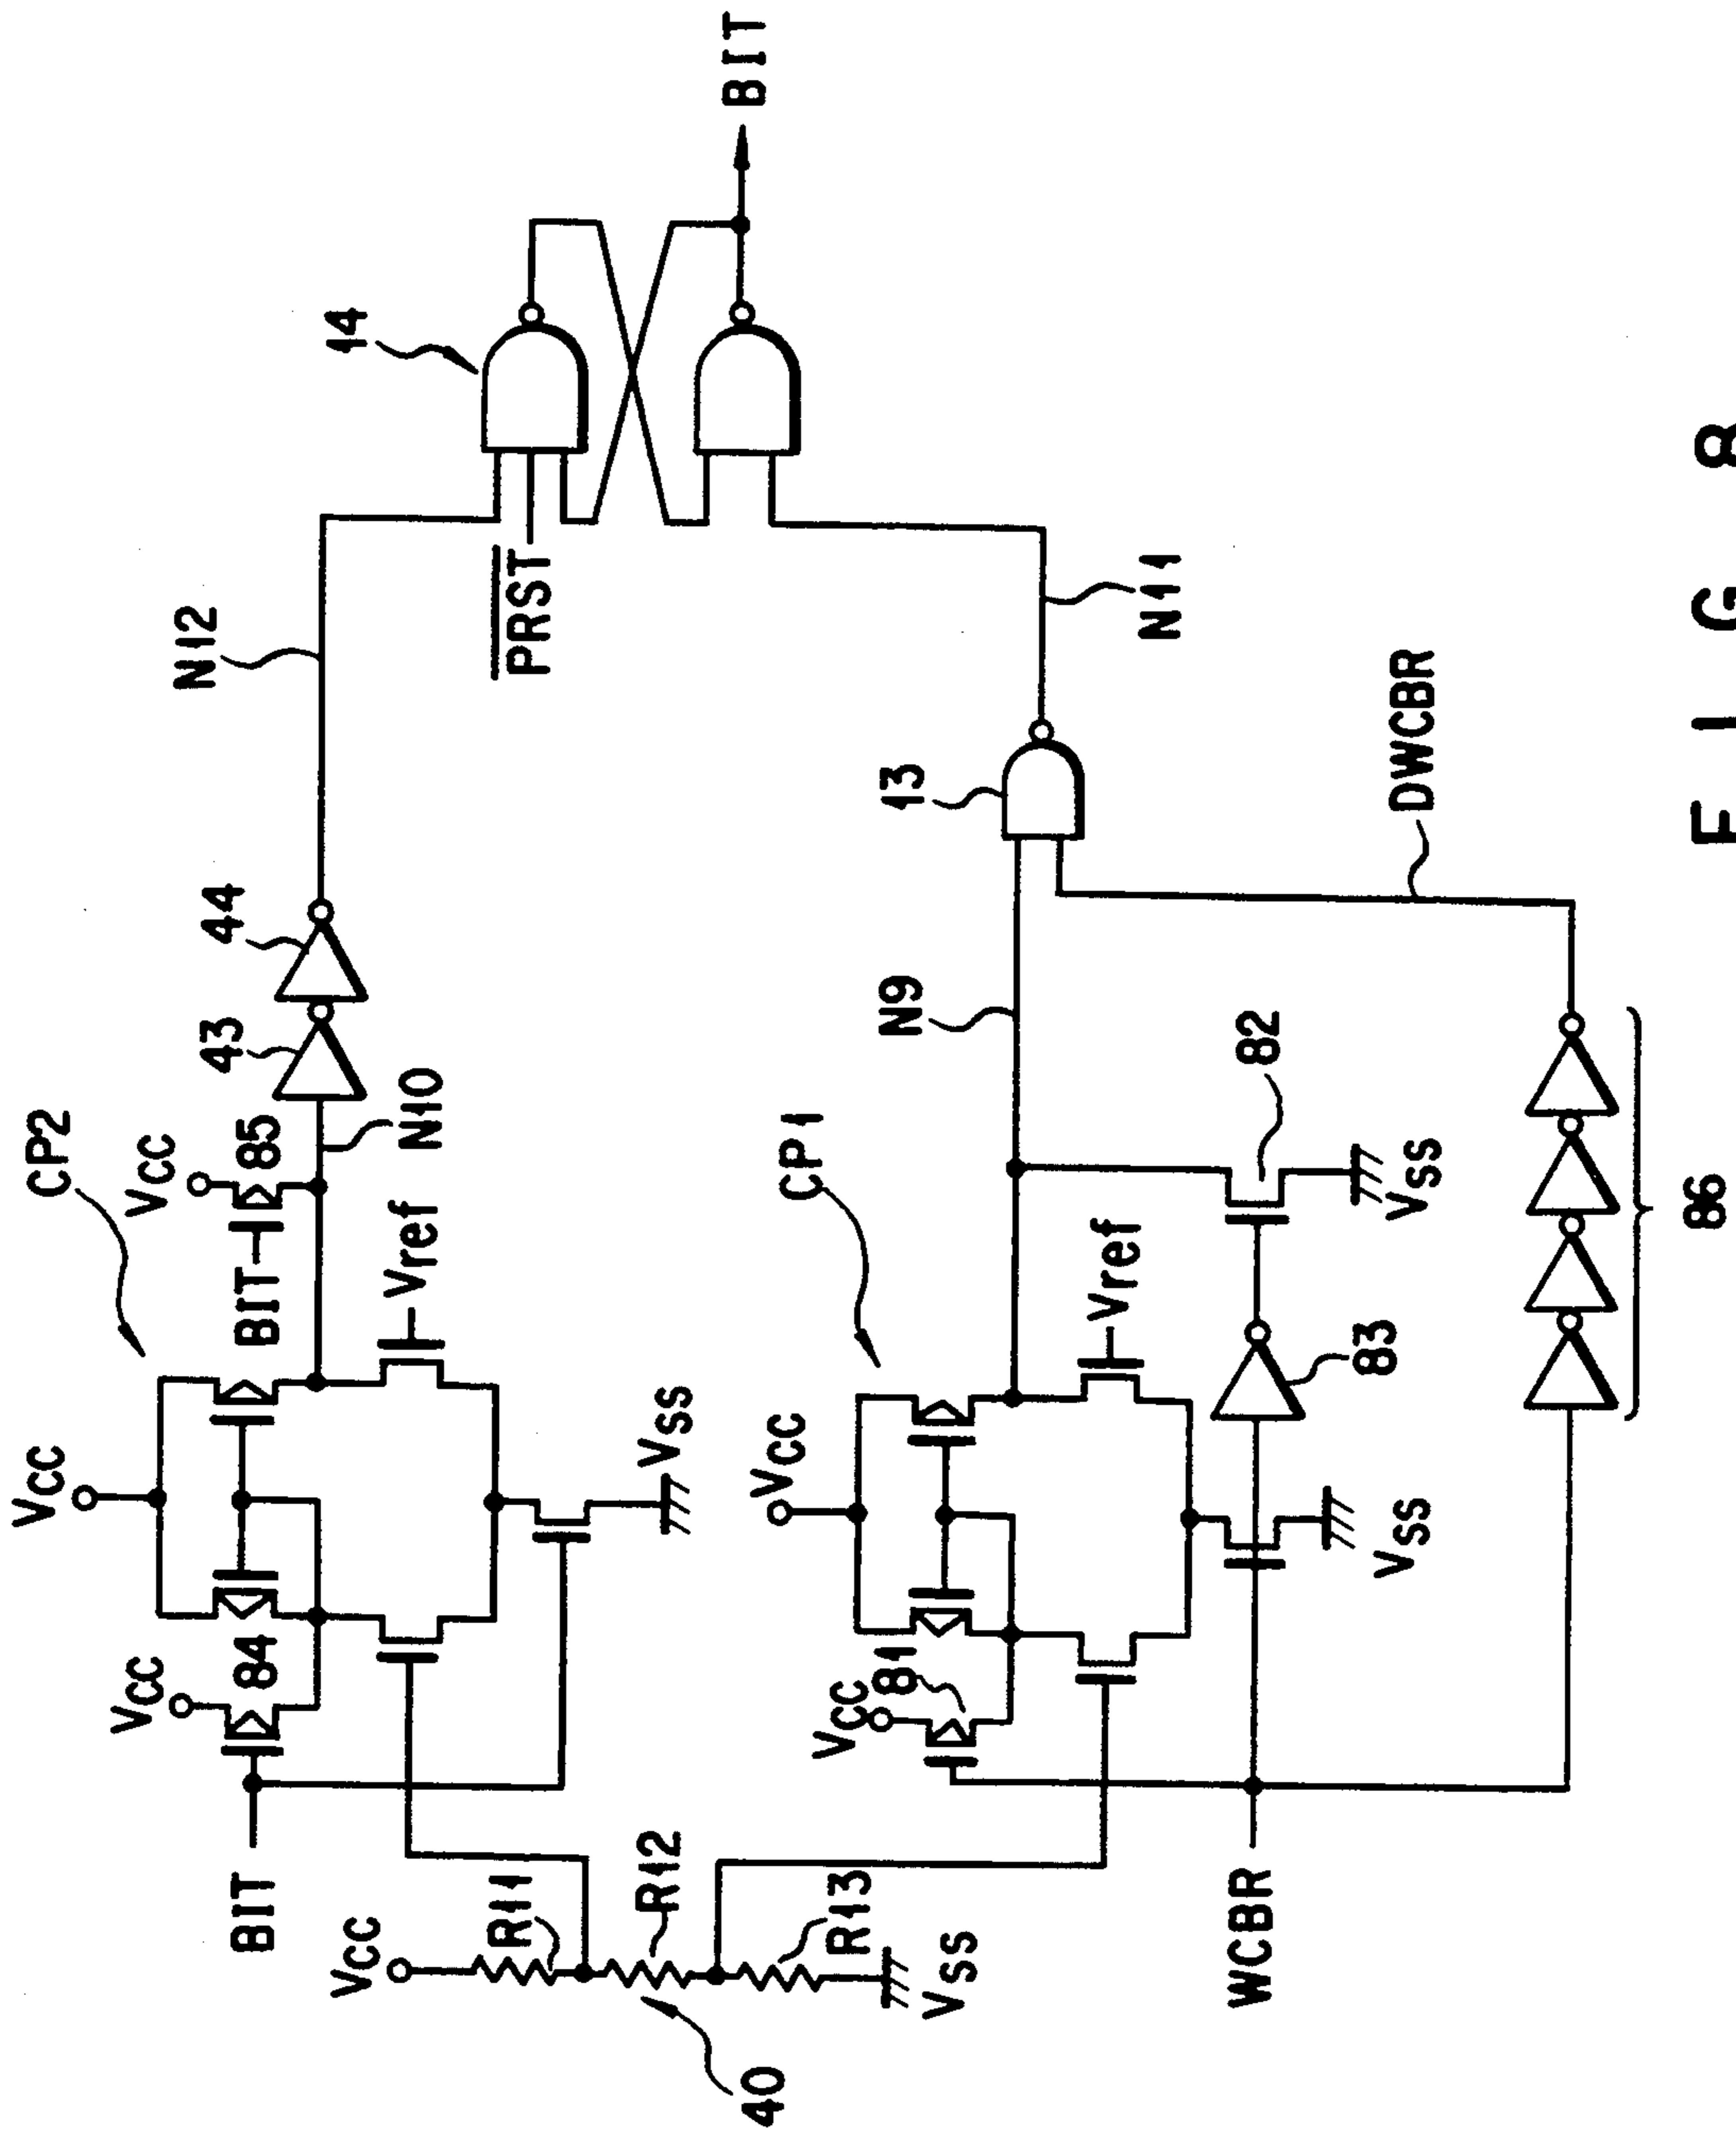 CP2
VCC
VCC
84
BIT
VCC
85
BIT
43
44
N10
N12
Vref
VSS
14
PRST
BIT
VCC
R11
R12
R13
VSS
40
VCC
81
VCC
CP1
N9
13
N11
Vref
WCBR
VSS
83
82
VSS
DWCBR
86
FIG 8